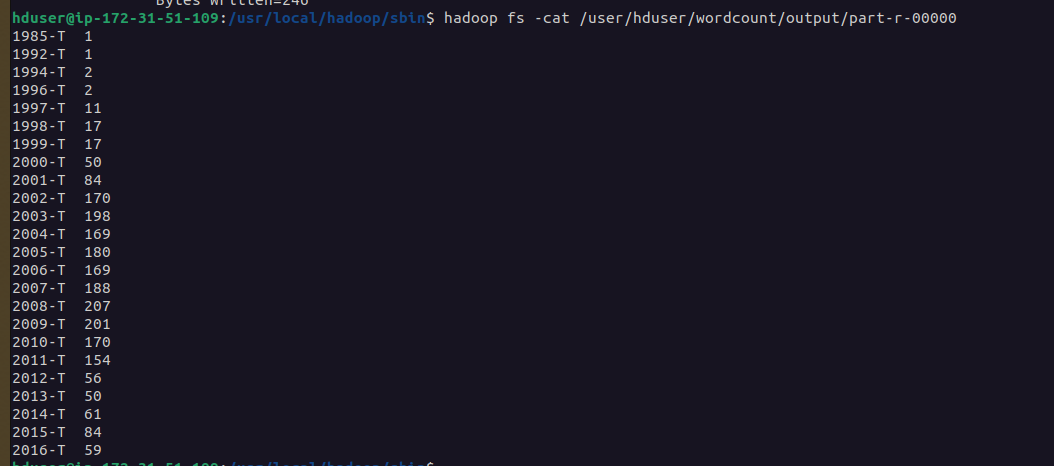 Bytes Written=246
hduser@ip-172-31-51-109:/usr/local/hadoop/sbin$ hadoop fs -cat /user/hduser/wordcount/output/part-r-00000
1985-T  1
1992-T  1
1994-T  2
1996-T  2
1997-T  11
1998-T  17
1999-T  17
2000-T  50
2001-T  84
2002-T  170
2003-T  198
2004-T  169
2005-T  180
2006-T  169
2007-T  188
2008-T  207
2009-T  201
2010-T  170
2011-T  154
2012-T  56
2013-T  50
2014-T  61
2015-T  84
2016-T  59
hduser@ip-172-31-51-109:/usr/local/hadoop/sbin$